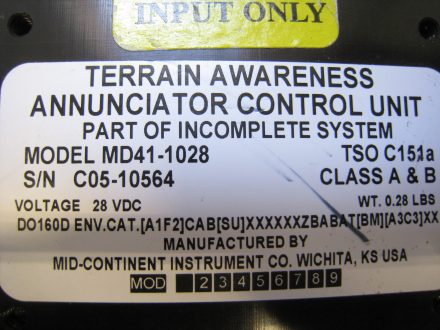 INPUT ONLY
TERRAIN AWARENESS
ANNUNCIATOR CONTROL UNIT
PART OF INCOMPLETE SYSTEM
MODEL MD41-1028 TSO C151a
S/N C05-10564 CLASS A & B
VOLTAGE 28 VDC WT. 0.28 LBS
DO160D ENV.CAT.[A1F2]CAB[SU]XXXXXXZBABAT[BM][A3C3]XX
MANUFACTURED BY
MID-CONTINENT INSTRUMENT CO. WICHITA, KS USA
MOD 2 3 4 5 6 7 8 9